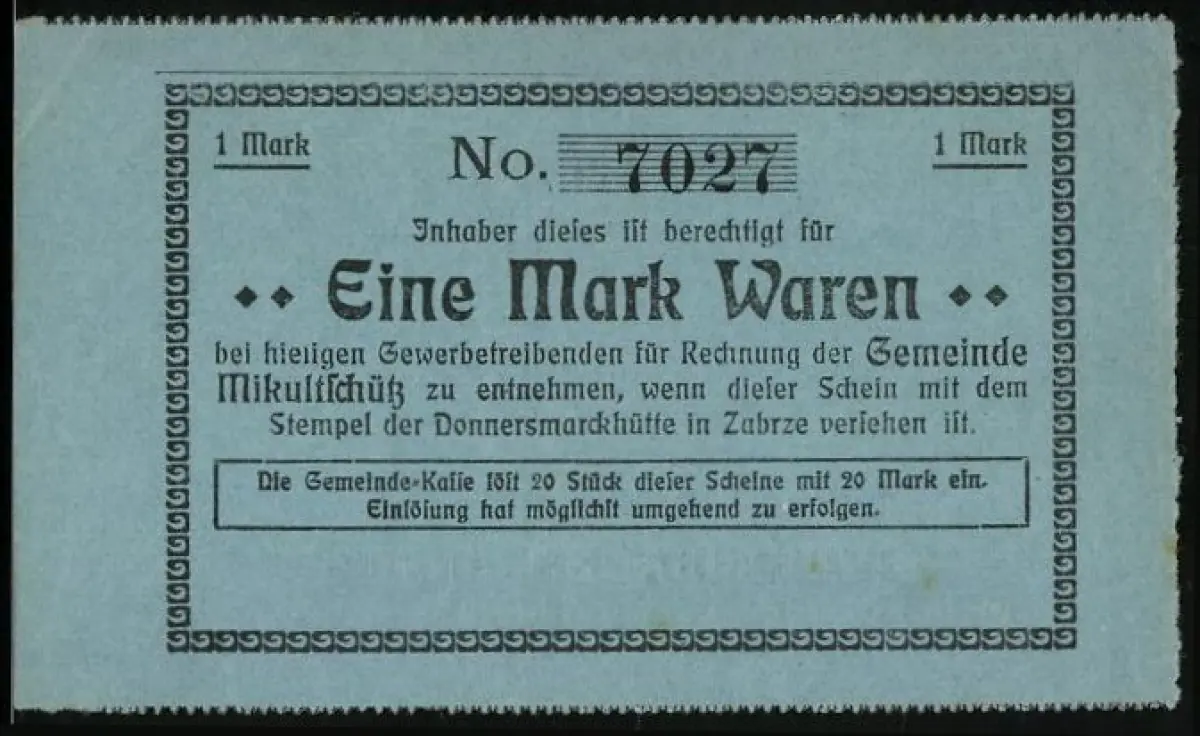 1 Mark No. 7027 1 Mark
Inhaber dieses ist berechtigt für
Eine Mark Waren
bei hiesigen Gewerbetreibenden für Rechnung der Gemeinde
Mikultschütz zu entnehmen, wenn dieser Schein mit dem
Stempel der Donnersmarckhütte in Zabrze versehen ist.
Die Gemeinde-Kasse löst 20 Stück dieser Scheine mit 20 Mark ein.
Einlösung hat möglichst umgehend zu erfolgen.